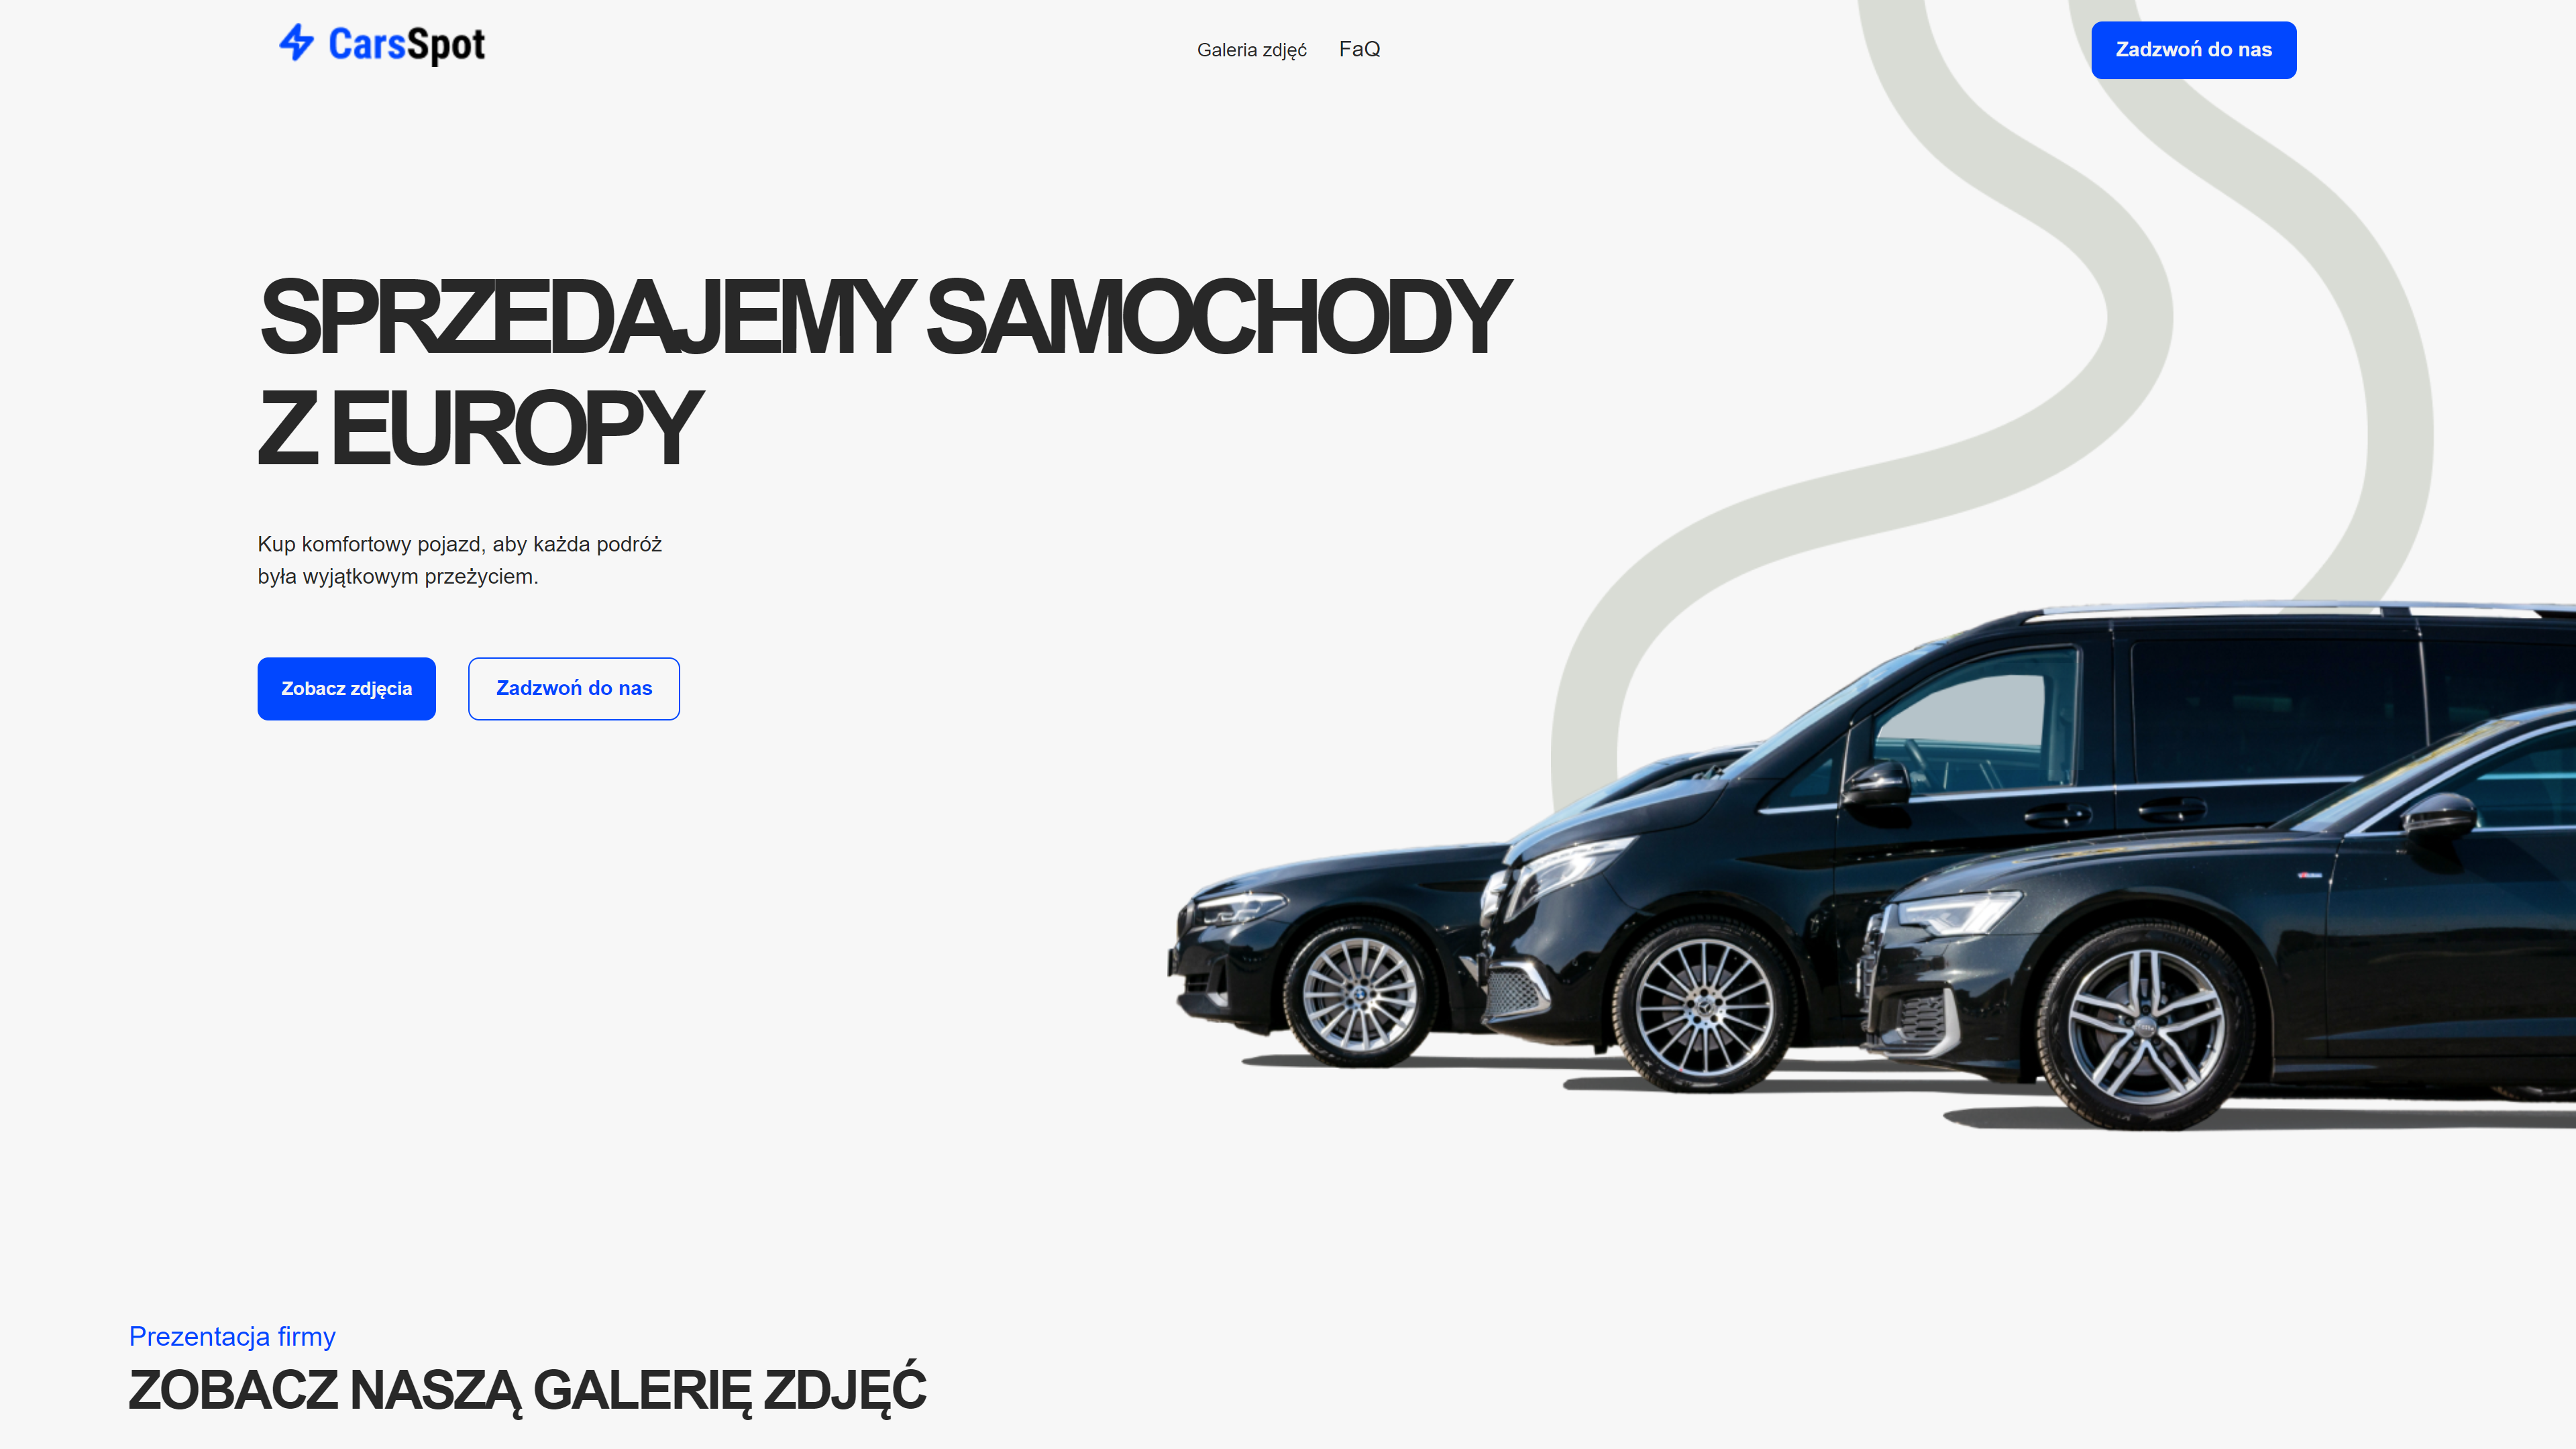 CarsSpot
Galeria zdjęć FaQ
Zadzwoń do nas
SPRZEDAJEMY SAMOCHODY
Z EUROPY
Kup komfortowy pojazd, aby każda podróż
była wyjątkowym przeżyciem.
Zobacz zdjęcia Zadzwoń do nas
Prezentacja firmy
ZOBACZ NASZĄ GALERIĘ ZDJĘĆ